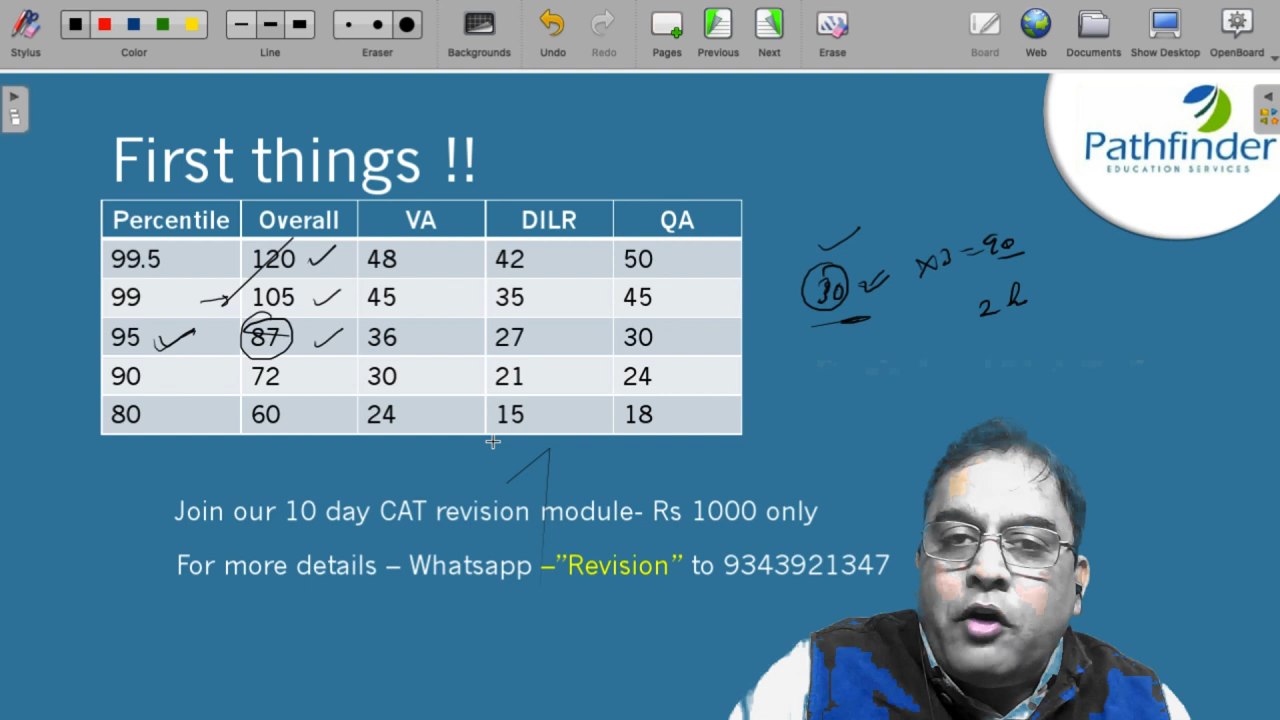 Stylus Color Line Eraser Backgrounds Undo Redo Pages Previous Next Erase Board Web Documents Show Desktop OpenBoard
Pathfinder
EDUCATION SERVICES
First things !!
Percentile Overall VA DILR QA
99.5 120 48 42 50
99 105 45 35 45
95 87 36 27 30
90 72 30 21 24
80 60 24 15 18
30 x3 = 90
2
Join our 10 day CAT revision module- Rs 1000 only
For more details – Whatsapp –”Revision” to 9343921347